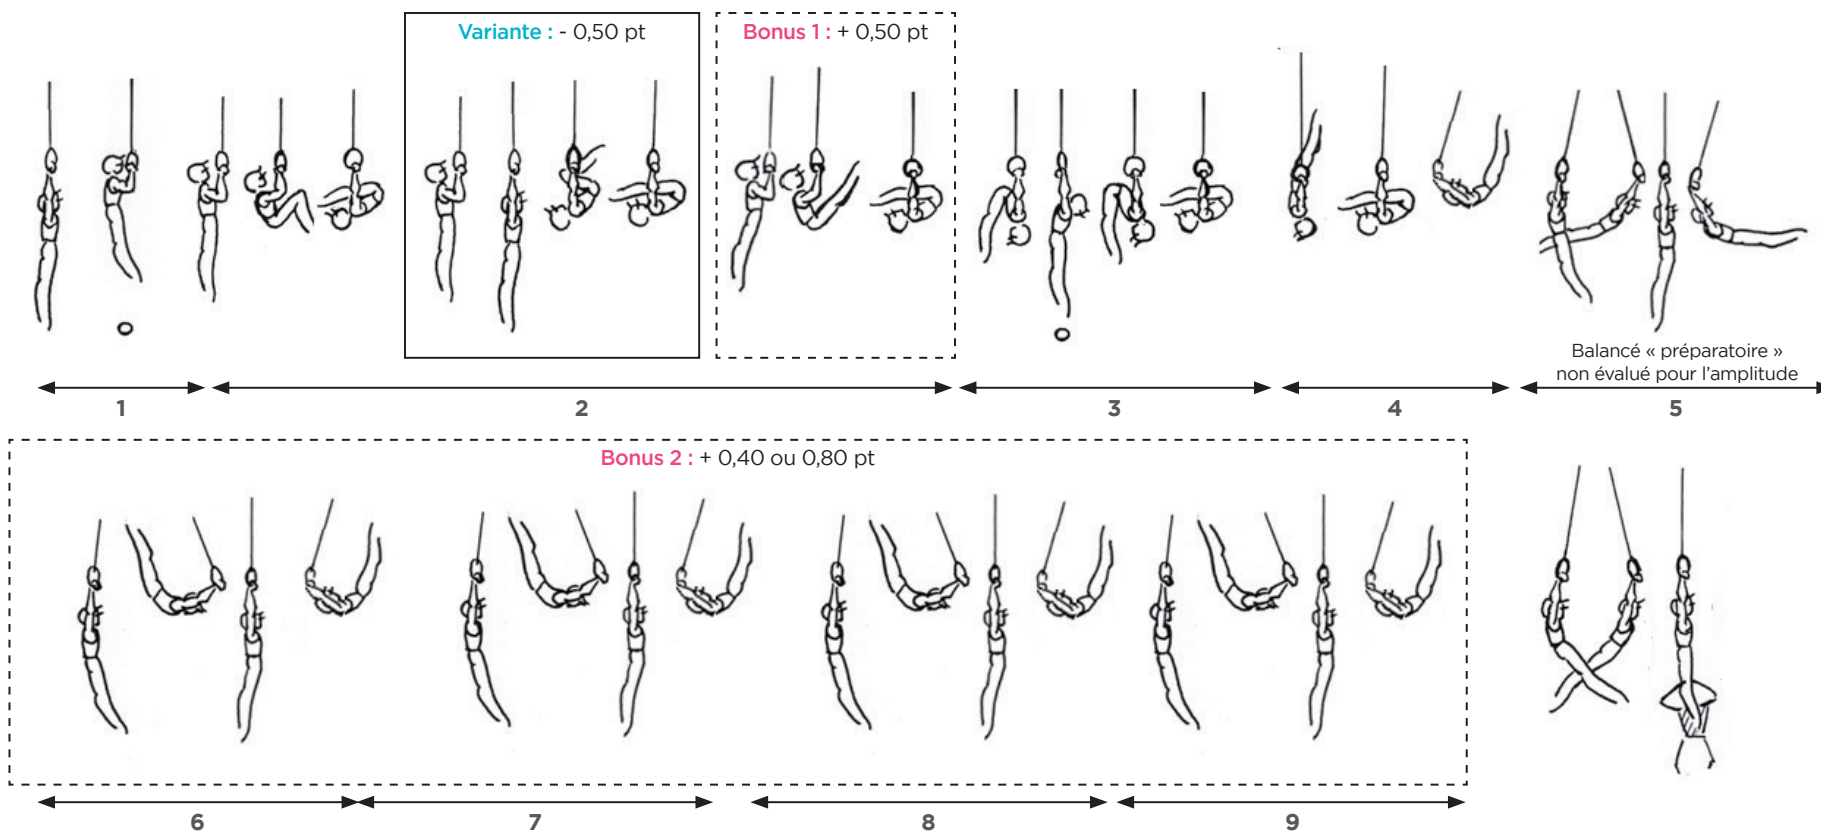 Variante : - 0,50 pt
Bonus 1 : + 0,50 pt
Balancé « préparatoire »
non évalué pour l'amplitude
1
2
3
4
5
Bonus 2 : + 0,40 ou 0,80 pt
6
7
8
9